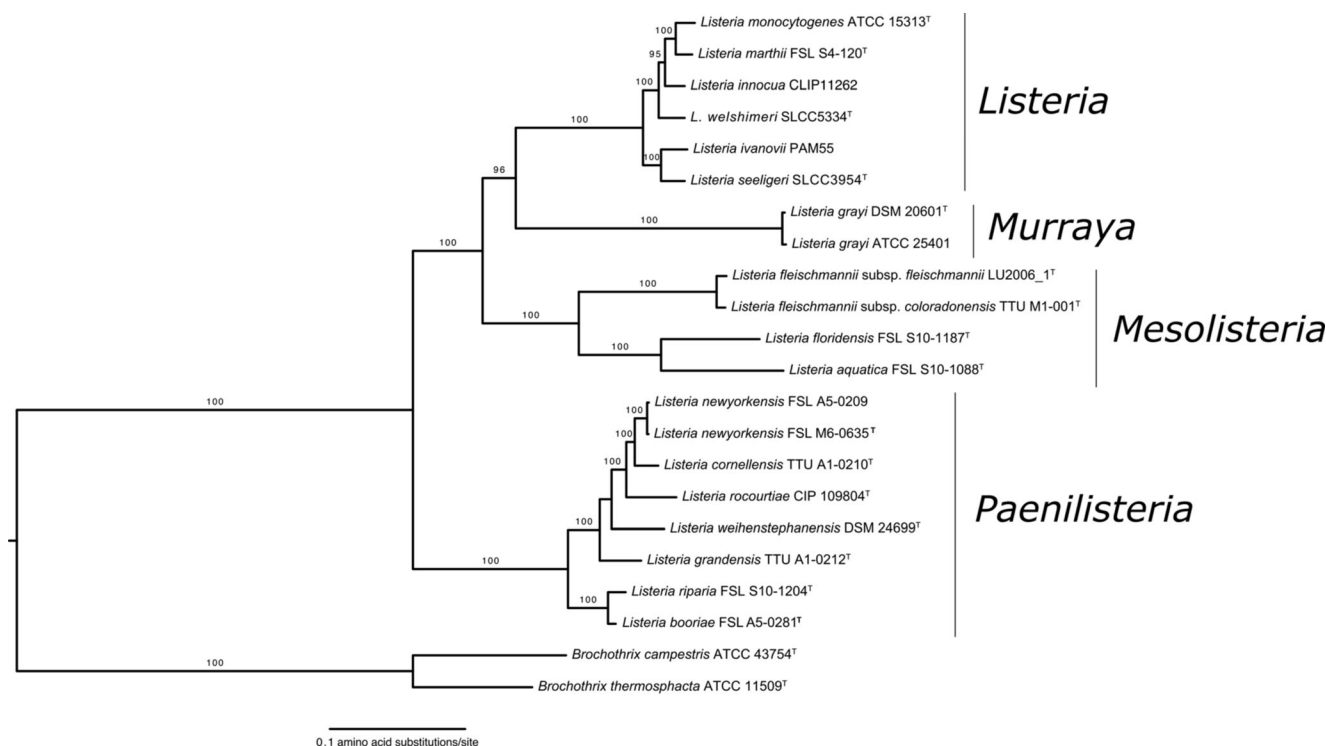 Listeria monocytogenes ATCC 15313ᵀ
100
Listeria marthii FSL S4-120ᵀ
95
Listeria innocua CLIP11262
100
L. welshimeri SLCC5334ᵀ
100
Listeria ivanovii PAM55
100
Listeria seeligeri SLCC3954ᵀ
Listeria
96
Listeria grayi DSM 20601ᵀ
100
Listeria grayi ATCC 25401
Murraya
100
Listeria fleischmannii subsp. fleischmannii LU2006_1ᵀ
100
Listeria fleischmannii subsp. coloradonensis TTU M1-001ᵀ
100
Listeria floridensis FSL S10-1187ᵀ
100
Listeria aquatica FSL S10-1088ᵀ
Mesolisteria
100
Listeria newyorkensis FSL A5-0209
100
Listeria newyorkensis FSL M6-0635ᵀ
100
Listeria cornellensis TTU A1-0210ᵀ
100
Listeria rocourtiae CIP 109804ᵀ
Listeria weihenstephanensis DSM 24699ᵀ
100
Listeria grandensis TTU A1-0212ᵀ
100
Listeria riparia FSL S10-1204ᵀ
100
Listeria booriae FSL A5-0281ᵀ
Paenilisteria
Brochothrix campestris ATCC 43754ᵀ
100
Brochothrix thermosphacta ATCC 11509ᵀ
0.1 amino acid substitutions/site